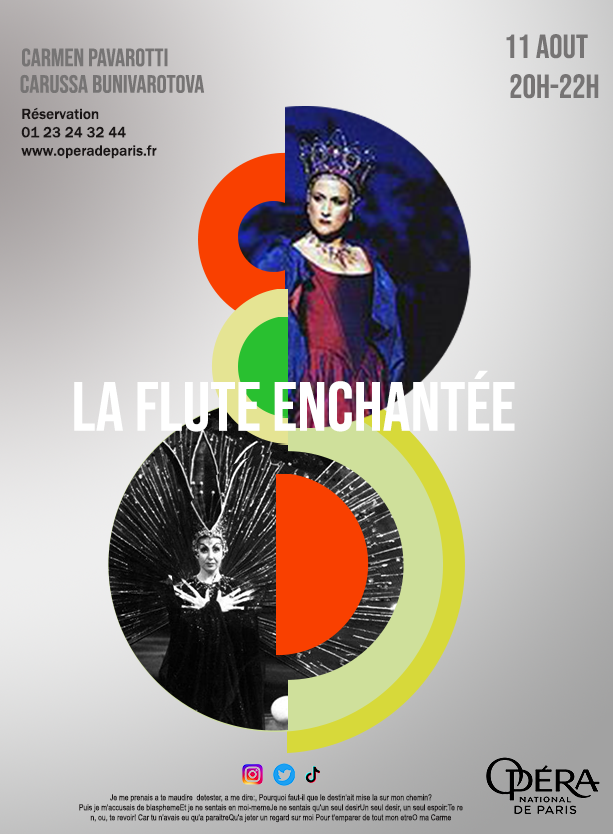 CARMEN PAVAROTTI
CARUSSA BUNIVAROTOVA
Réservation
01 23 24 32 44
www.operadeparis.fr
11 AOUT
20H-22H
LA FLUTE ENCHANTÉE
Je me prenais a te maudire detester, a me dire:, Pourquoi faut-il que le destin'ait mise la sur mon chemin?
Puis je m'accusais de blasphemeEt je ne sentais en moi-memeJe ne sentais qu'un seul desirUn seul desir, un seul espoir:Te re
n, ou, te revoir! Car tu n'avais eu qu'a paraitreQu'a jeter un regard sur moi Pour t'emparer de tout mon etreO ma Carme
OPÉRA
NATIONAL
DE PARIS